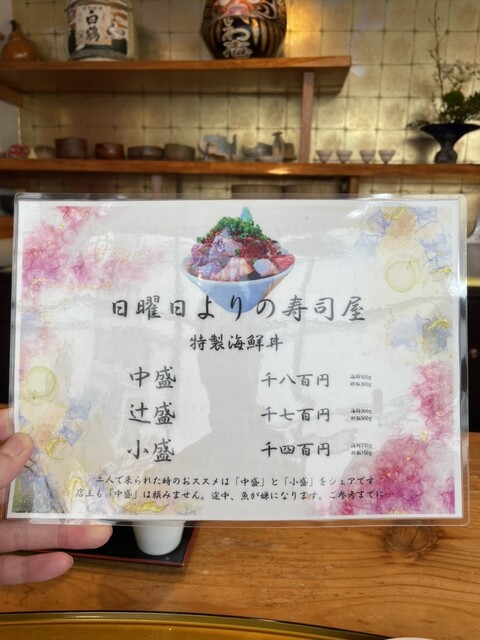 白鶴
日曜日よりの寿司屋
特製海鮮丼
中盛 千八百円
辻盛 千七百円
小盛 千四百円
二人で来られた時のおススメは「中盛」と「小盛」をシェアです
店主も「中盛」は頼みません。途中、魚が嫌になります。ご参考までに…